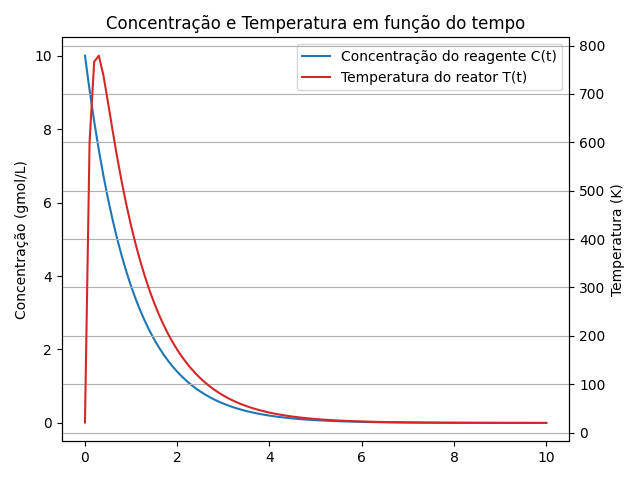 Concentração e Temperatura em função do tempo
Concentração do reagente C(t)
Temperatura do reator T(t)
Concentração (gmol/L)
10
8
6
4
2
0
800
700
600
500
400
300
200
100
0
Temperatura (K)
0 2 4 6 8 10